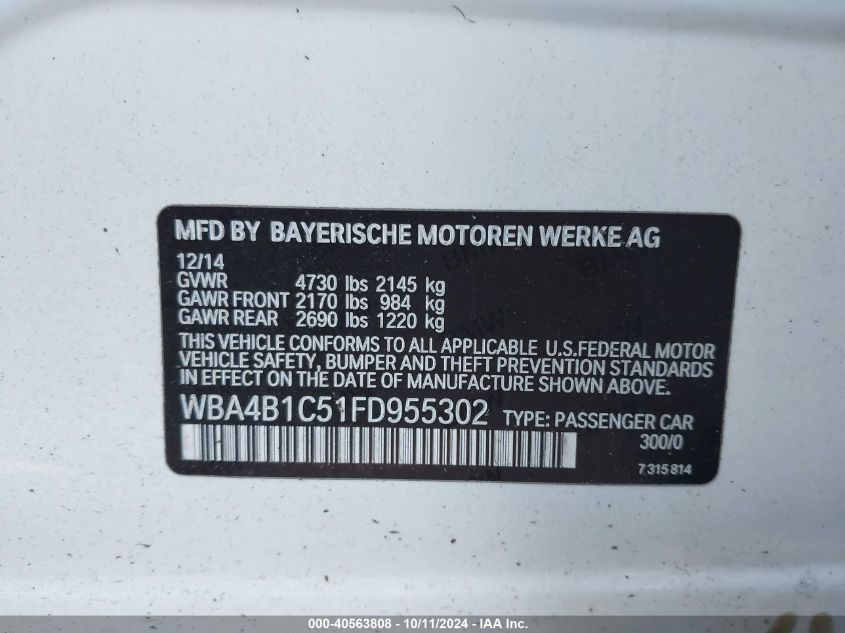 MFD BY BAYERISCHE MOTOREN WERKE AG
12/14
GVWR 4730 lbs 2145 kg
GAWR FRONT 2170 lbs 984 kg
GAWR REAR 2690 lbs 1220 kg
THIS VEHICLE CONFORMS TO ALL APPLICABLE U.S.FEDERAL MOTOR
VEHICLE SAFETY, BUMPER AND THEFT PREVENTION STANDARDS
IN EFFECT ON THE DATE OF MANUFACTURE SHOWN ABOVE.
WBA4B1C51FD955302 TYPE: PASSENGER CAR
300/0
7 315 814
000-40563808 - 10/11/2024 - IAA Inc.